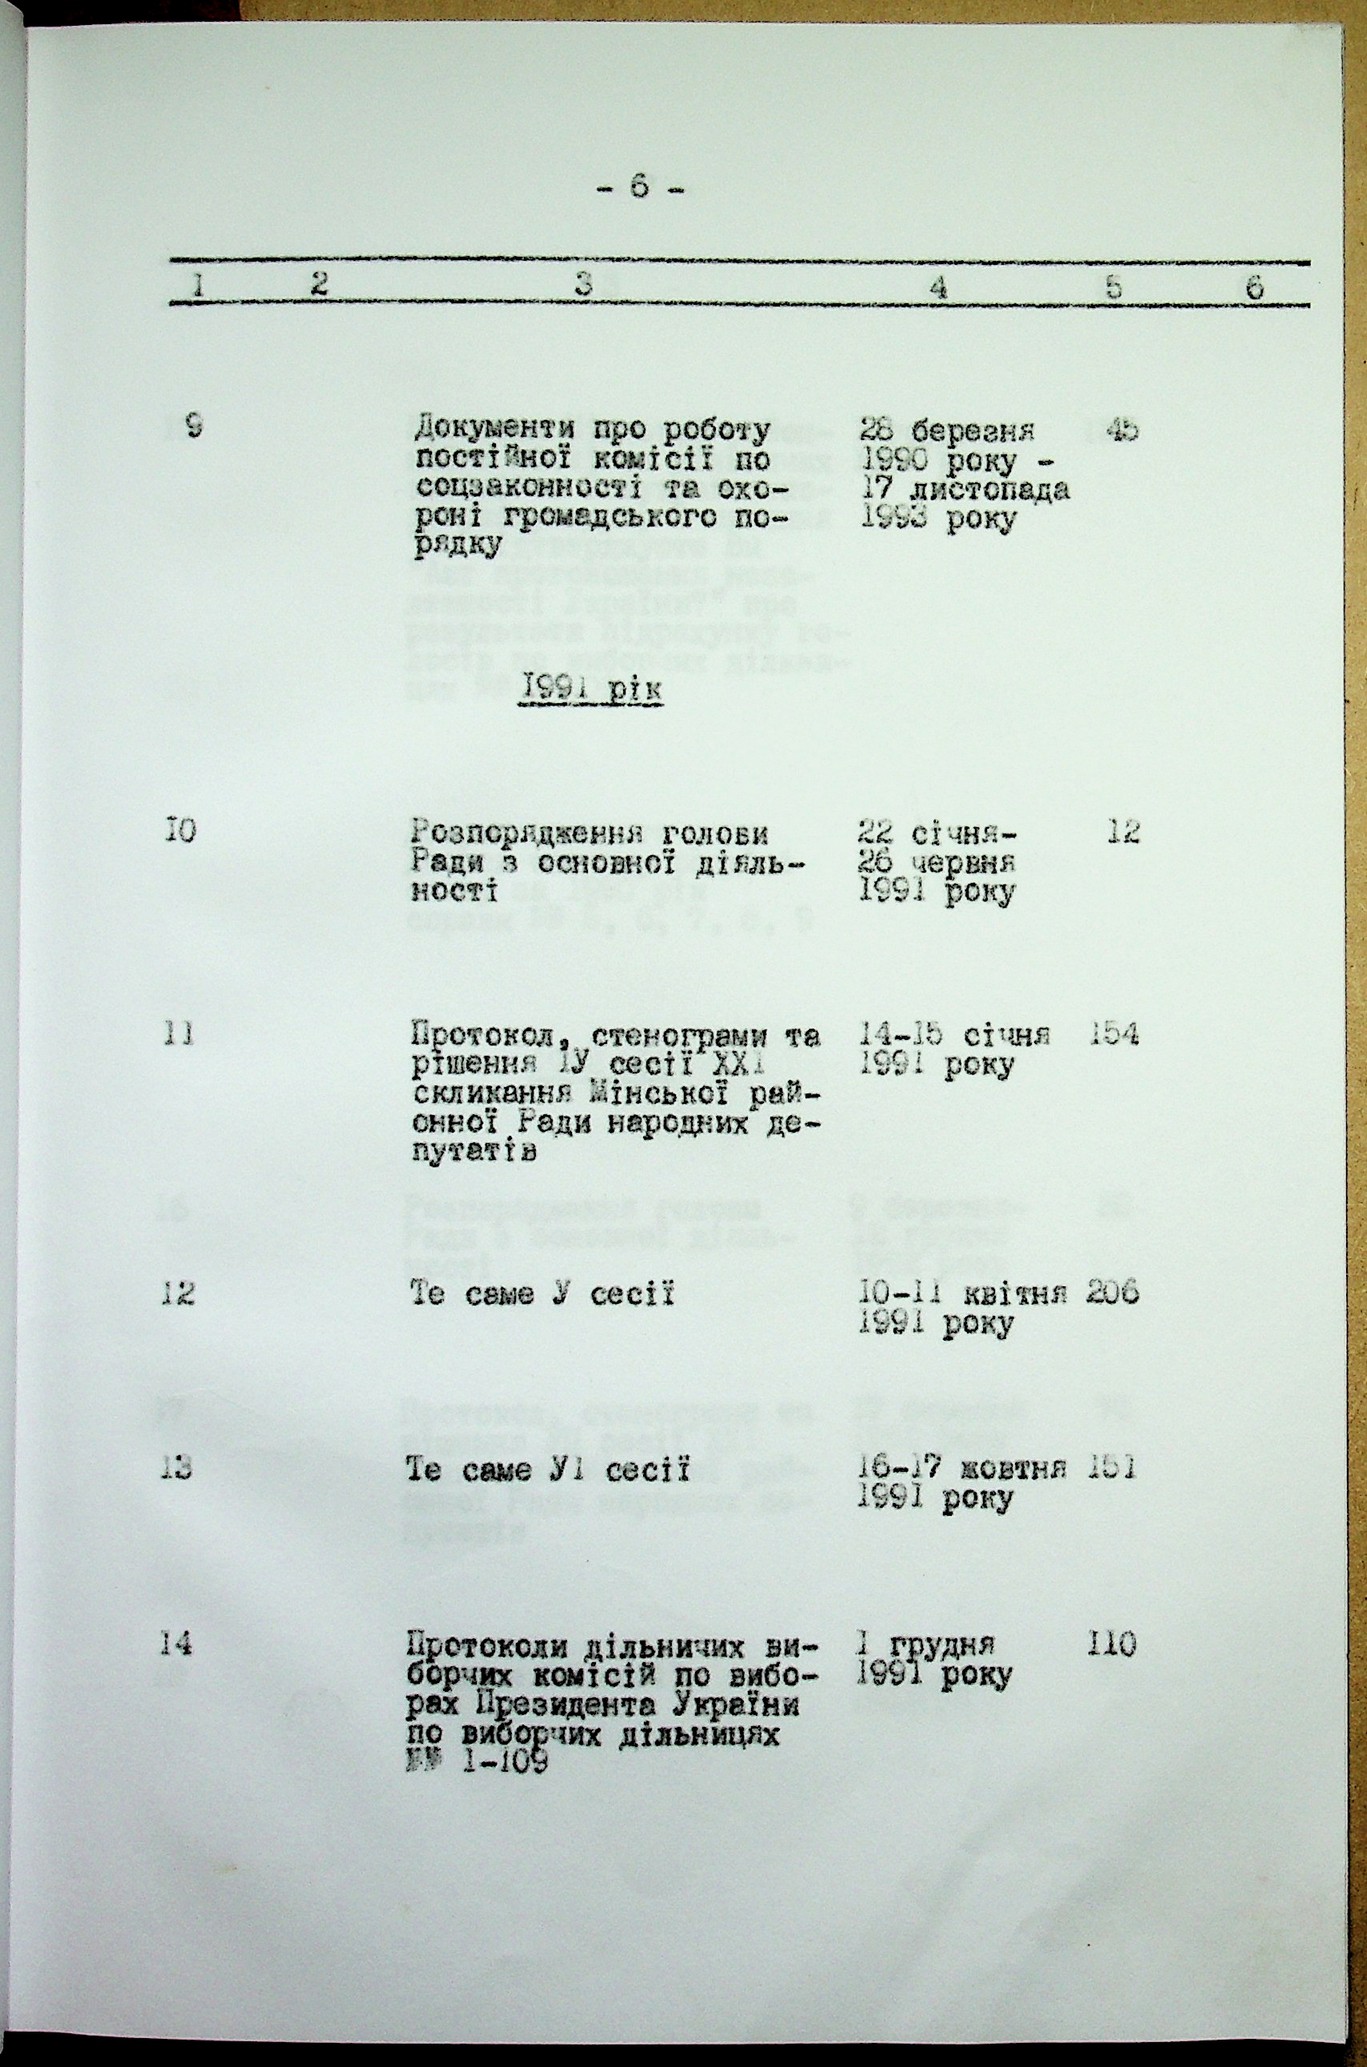 - 6 -
1 2 3 4 5 6
9 Документи про роботу 28 березня 45
постійної комісії по 1990 року -
соцзаконності та охо- 17 листопада
роні громадського по- 1993 року
рядку
1991 рік
10 Розпорядження голови 22 січня- 12
Ради з основної діяль- 26 червня
ності 1991 року
11 Протокол, стенограми та 14-15 січня 154
рішення 1У сесії ХХ1 1991 року
скликання Мінської рай-
онної Ради народних де-
путатів
12 Те саме У сесії 10-11 квітня 206
1991 року
13 Те саме У1 сесії 16-17 жовтня 151
1991 року
14 Протоколи дільничих ви- 1 грудня 110
борчих комісій по вибо- 1991 року
рах Президента України
по виборчих дільницях
№№ 1-109